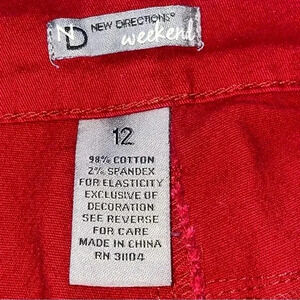 ND NEW DIRECTIONS®
weekend
12
98% COTTON
2% SPANDEX
FOR ELASTICITY
EXCLUSIVE OF
DECORATION
SEE REVERSE
FOR CARE
MADE IN CHINA
RN 31104